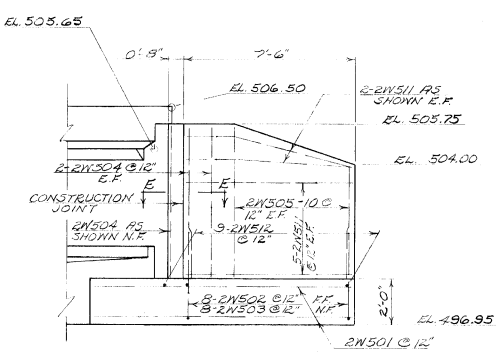 EL. 505.65
0'-8"
7'-6"
EL. 506.50
2-2W511 AS
SHOWN E.F.
EL. 505.75
EL. 504.00
2-2W504 @ 12"
E.F.
E
E
CONSTRUCTION
JOINT
2W505-10 @
12" E.F.
2W504 AS
SHOWN N.F.
9-2W512
@ 12"
5-2W511
@ 12" E.F.
8-2W502 @ 12" F.F.
8-2W503 @ 12" N.F.
2'-0"
EL. 496.95
2W501 @ 12"